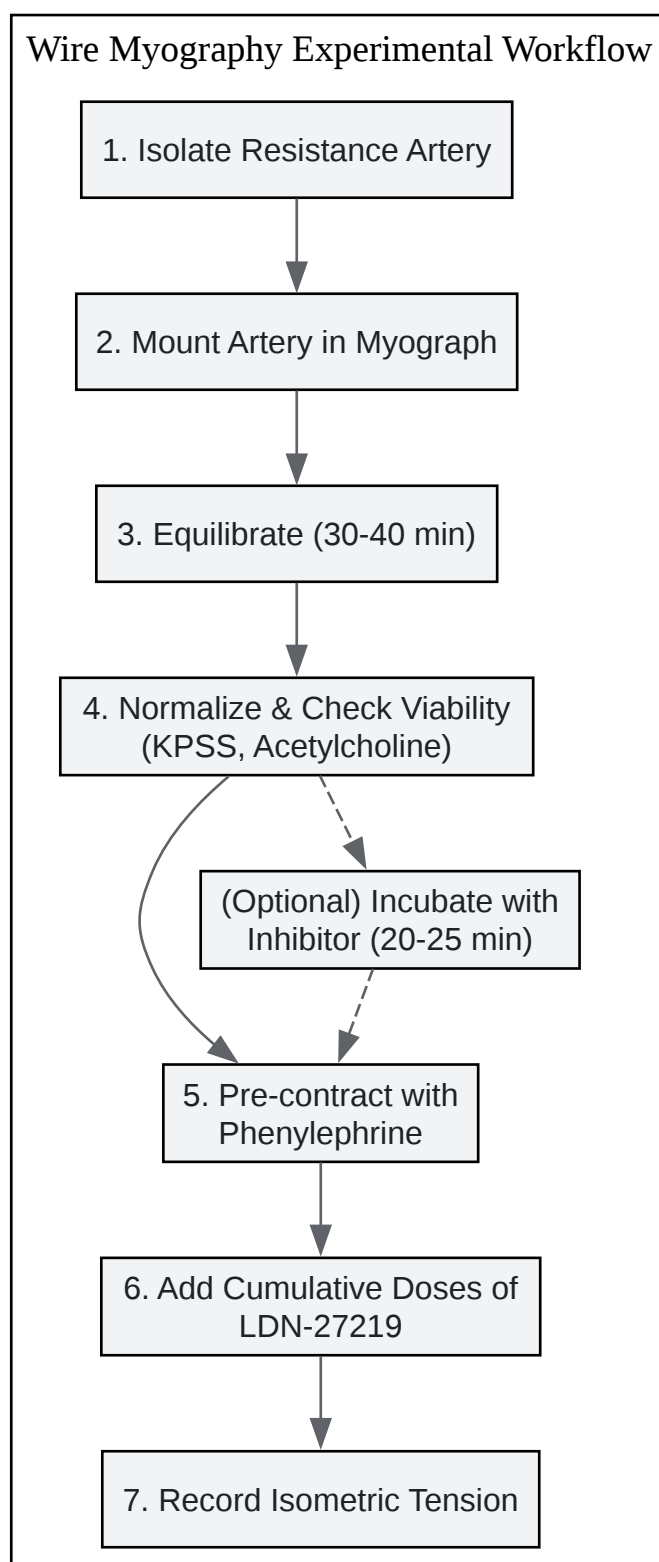 Wire Myography Experimental Workflow
1. Isolate Resistance Artery
2. Mount Artery in Myograph
3. Equilibrate (30-40 min)
4. Normalize & Check Viability
(KPSS, Acetylcholine)
(Optional) Incubate with
Inhibitor (20-25 min)
5. Pre-contract with
Phenylephrine
6. Add Cumulative Doses of
LDN-27219
7. Record Isometric Tension